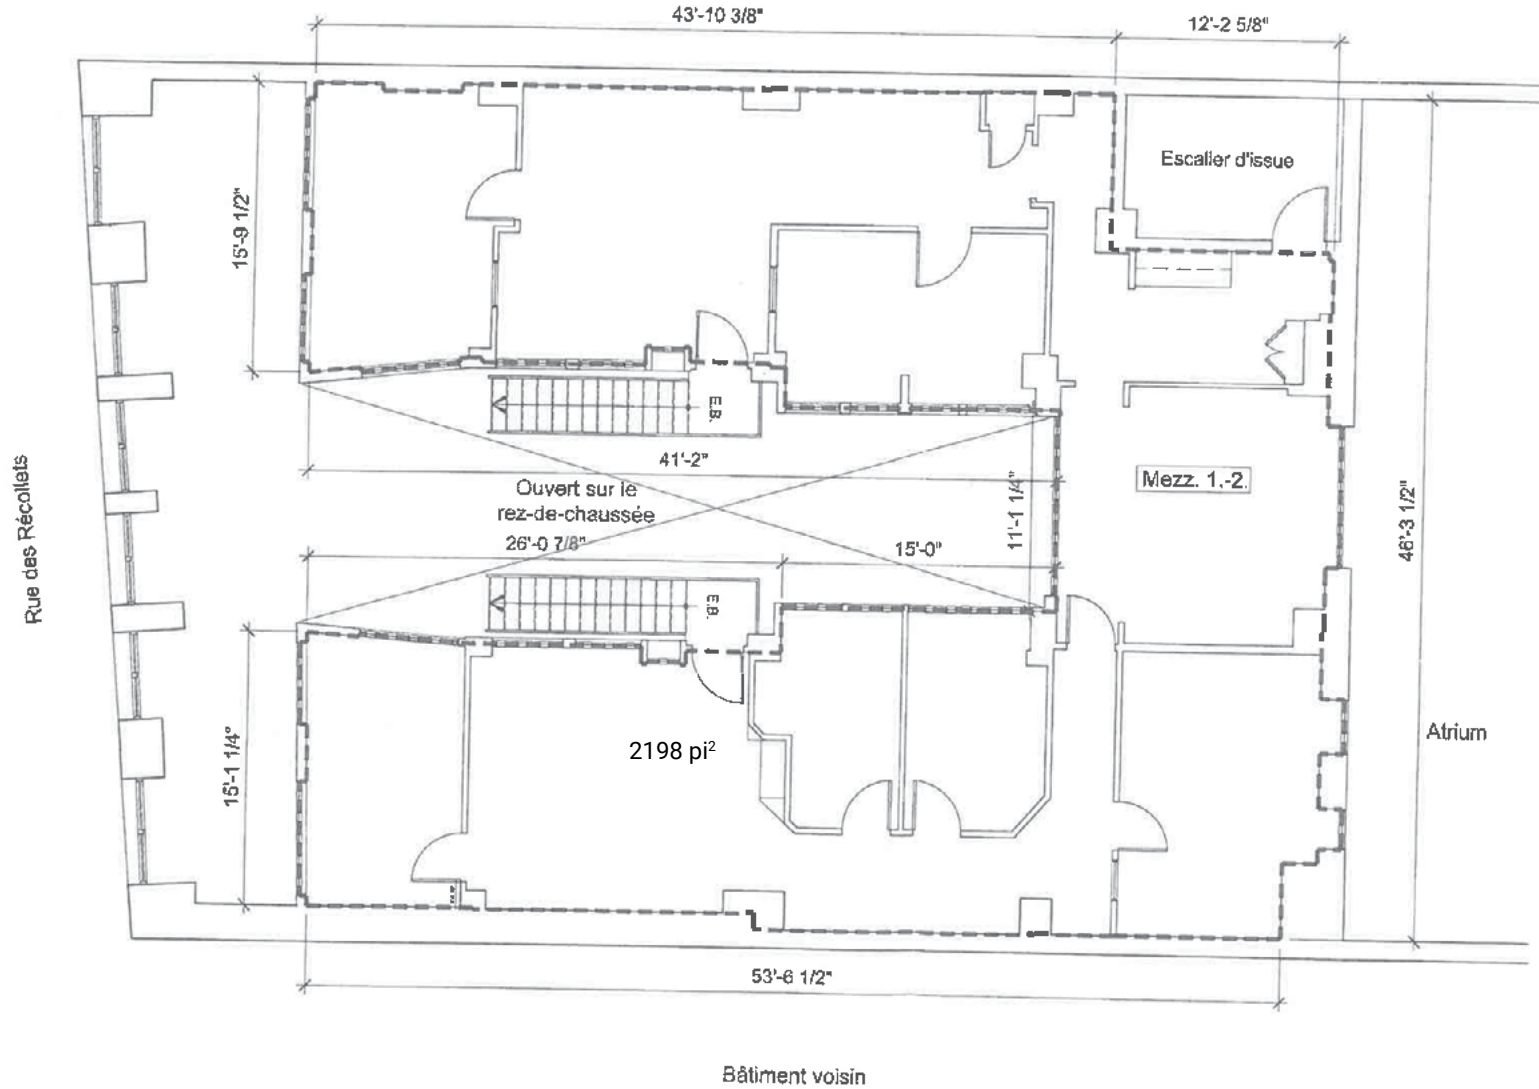 43'-10 3/8"
12'-2 5/8"
Escalier d'issue
15'-9 1/2"
E.B.
41'-2"
Ouvert sur le
rez-de-chaussée
Mezz. 1.-2.
11'-1 1/4"
46'-3 1/2"
26'-0 7/8"
15'-0"
Rue des Récollets
E.B.
15'-1 1/4"
2198 pi²
Atrium
53'-6 1/2"
Bâtiment voisin